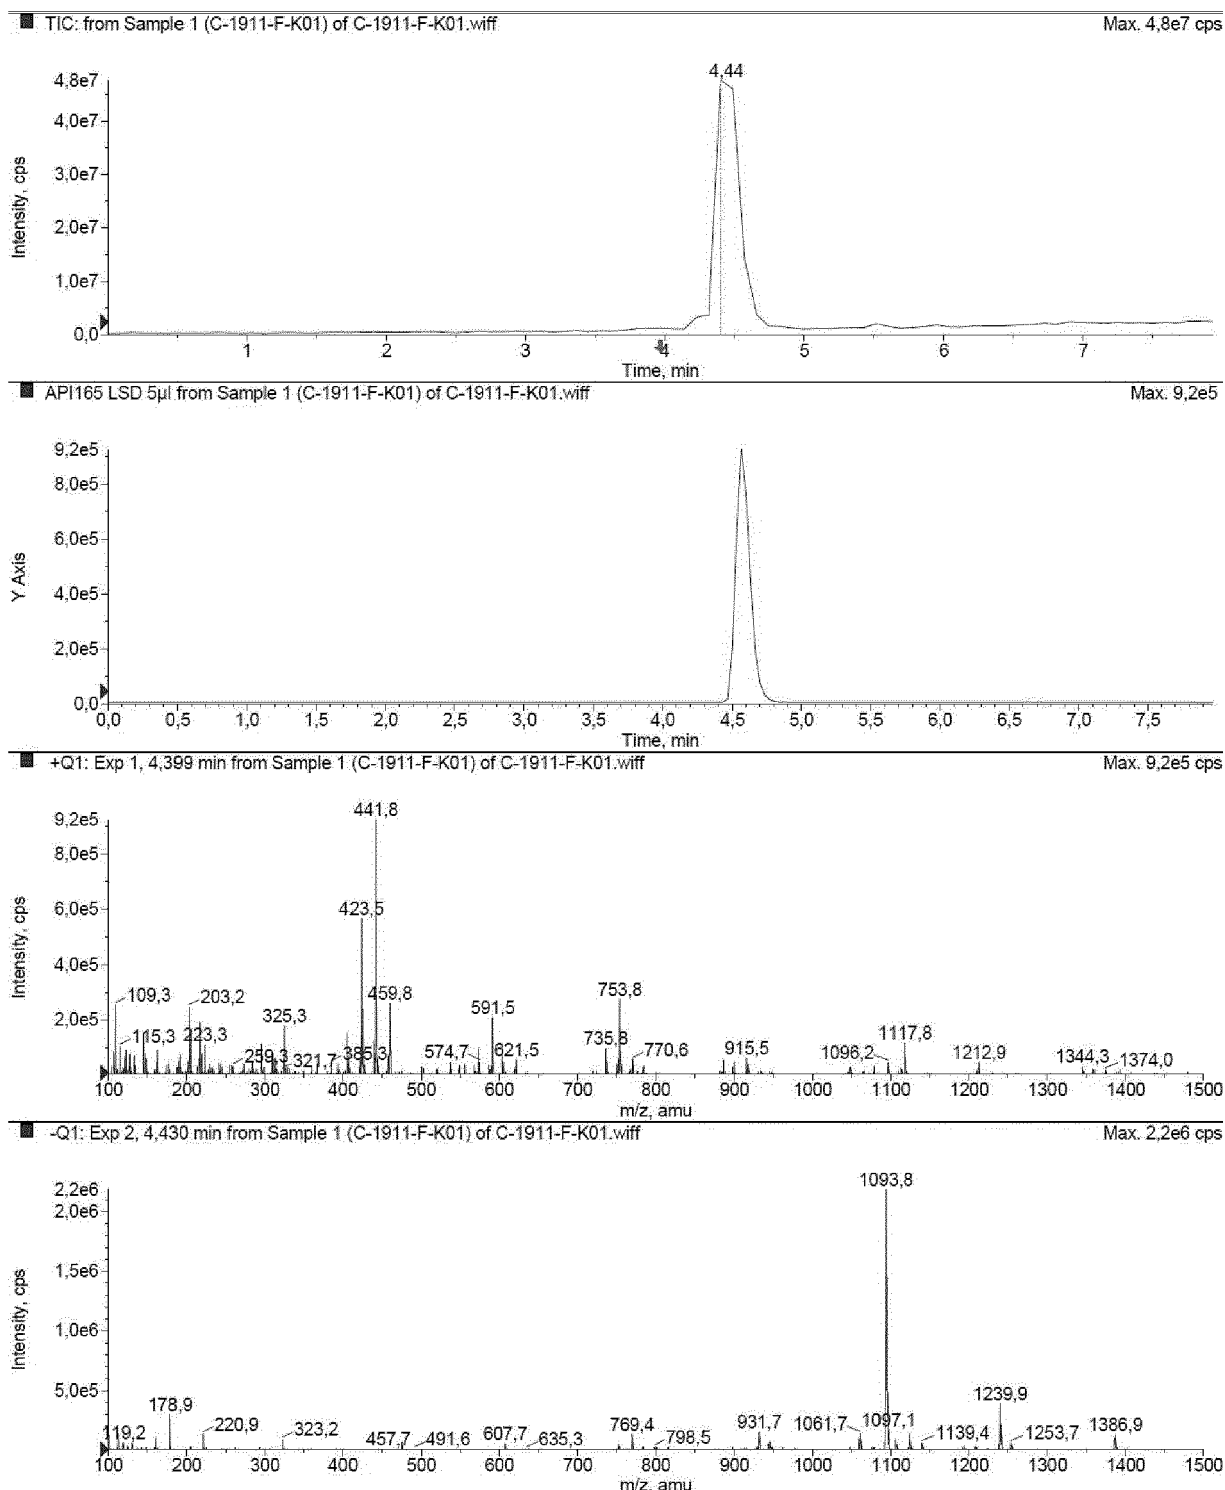 TIC: from Sample 1 (C-1911-F-K01) of C-1911-F-K01.wiff Max. 4,8e7 cps
4,44
4,8e7
4,0e7
3,0e7
2,0e7
1,0e7
0,0
Intensity, cps
1 2 3 4 5 6 7
Time, min
API165 LSD 5µl from Sample 1 (C-1911-F-K01) of C-1911-F-K01.wiff Max. 9,2e5
9,2e5
8,0e5
6,0e5
4,0e5
2,0e5
0,0
Y Axis
0,0 0,5 1,0 1,5 2,0 2,5 3,0 3,5 4,0 4,5 5,0 5,5 6,0 6,5 7,0 7,5
Time, min
+Q1: Exp 1, 4,399 min from Sample 1 (C-1911-F-K01) of C-1911-F-K01.wiff Max. 9,2e5 cps
441,8
9,2e5
8,0e5
6,0e5
4,0e5
2,0e5
Intensity, cps
423,5
109,3 203,2 459,8 753,8
115,3 223,3 325,3 591,5
259,3 321,7 385,3 574,7 621,5 735,8 770,6 915,5 1096,2 1117,8 1212,9 1344,3 1374,0
100 200 300 400 500 600 700 800 900 1000 1100 1200 1300 1400 1500
m/z, amu
-Q1: Exp 2, 4,430 min from Sample 1 (C-1911-F-K01) of C-1911-F-K01.wiff Max. 2,2e6 cps
1093,8
2,2e6
2,0e6
1,5e6
1,0e6
5,0e5
Intensity, cps
1239,9
119,2 178,9 220,9 323,2 457,7 491,6 607,7 635,3 769,4 798,5 931,7 1061,7 1097,1 1139,4 1253,7 1386,9
100 200 300 400 500 600 700 800 900 1000 1100 1200 1300 1400 1500
m/z, amu